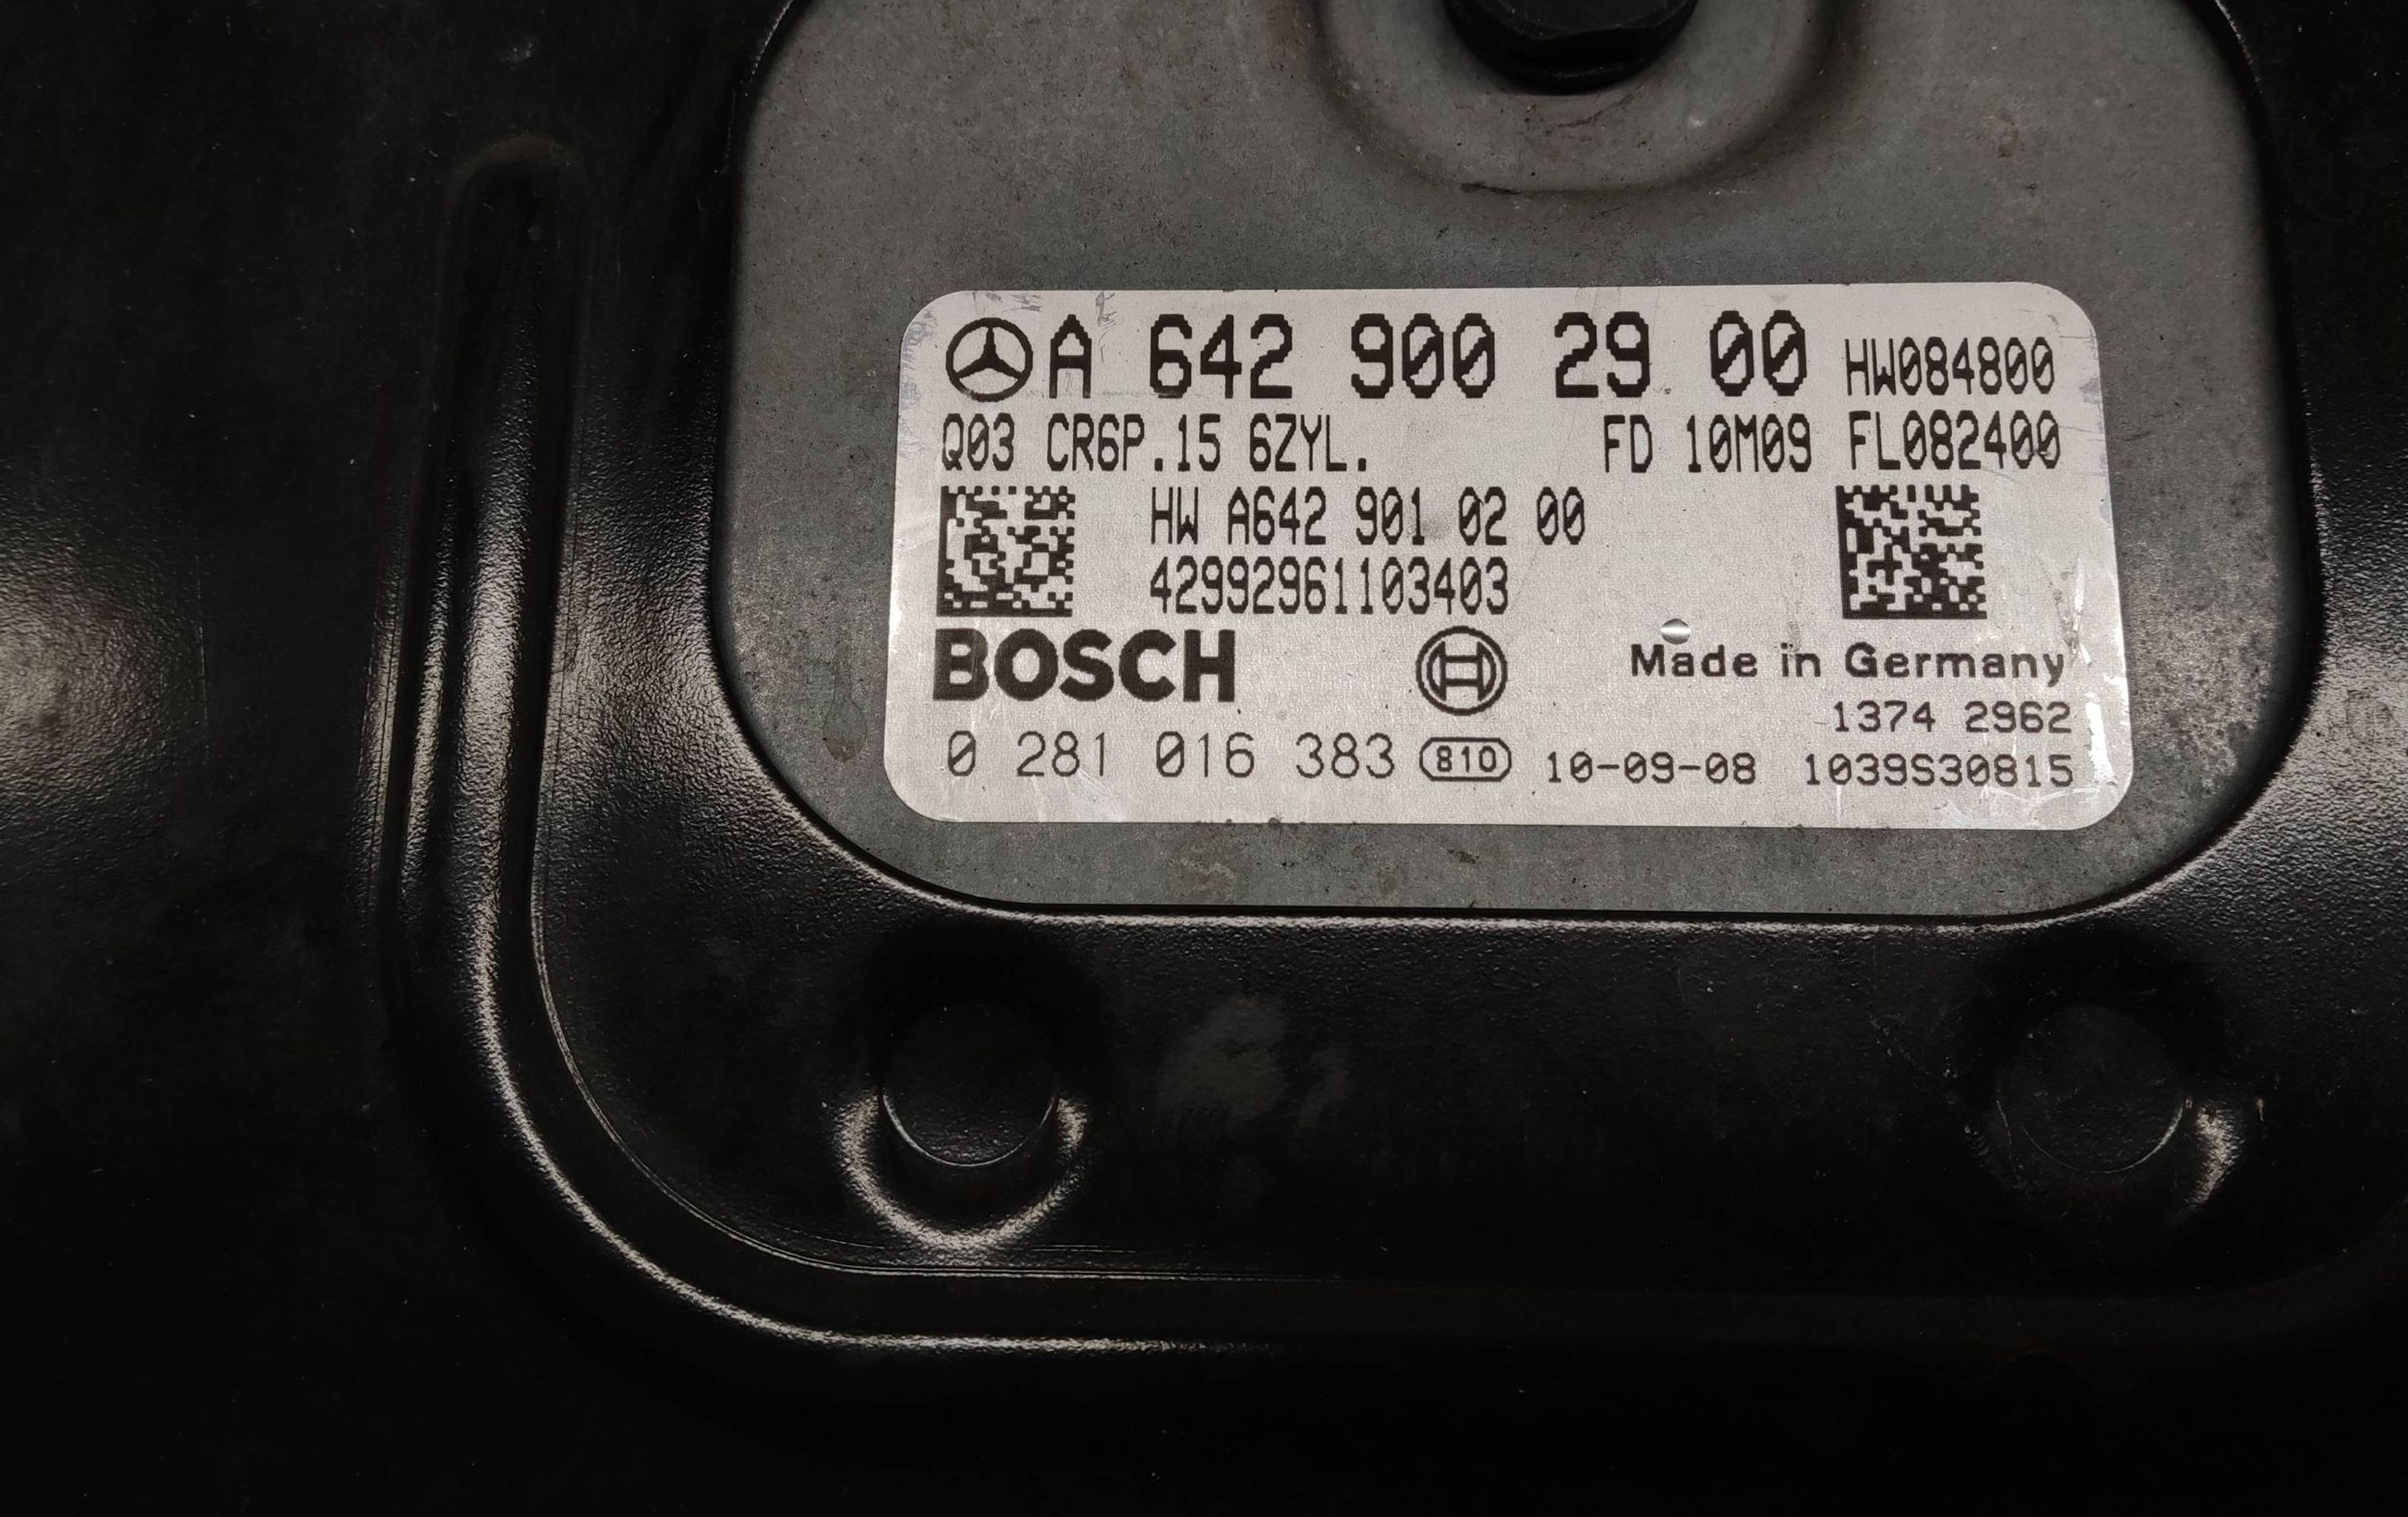 A 642 900 29 00 HW084800
Q03 CR6P.15 6ZYL. FD 10M09 FL082400
HW A642 901 02 00
42992961103403
BOSCH
Made in Germany
1374 2962
0 281 016 383 810 10-09-08 1039S30815